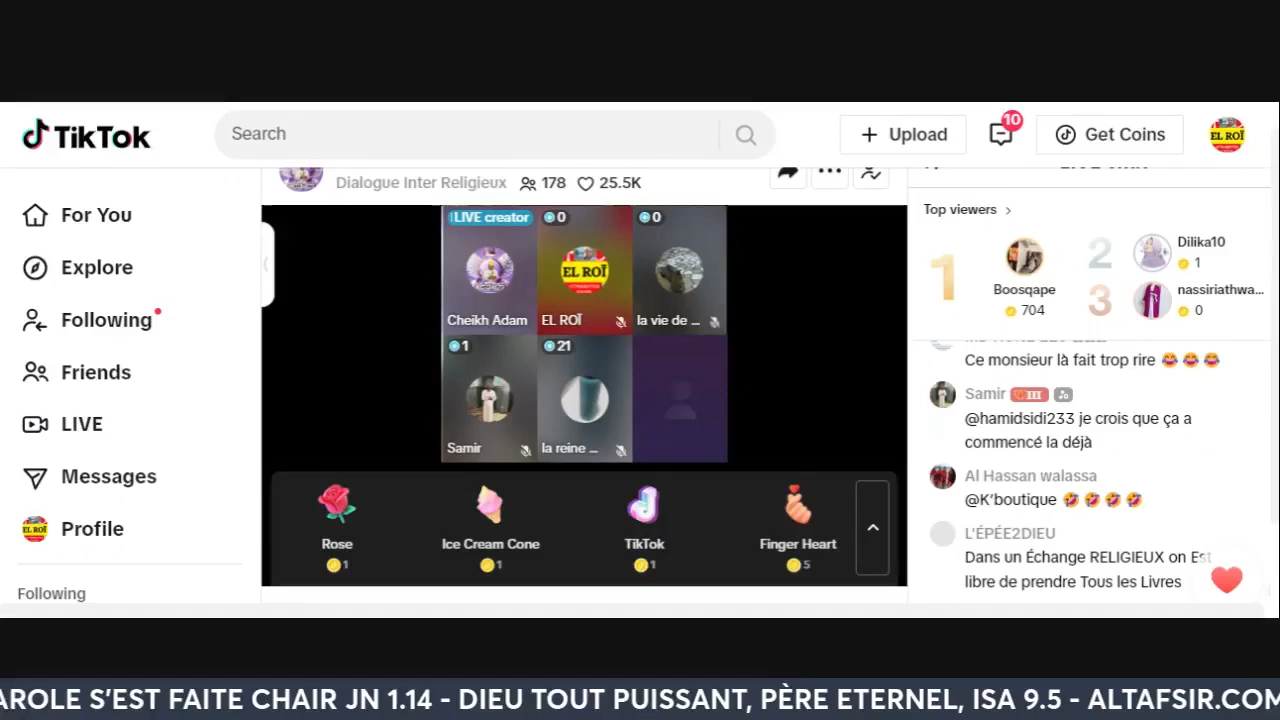 TikTok
Search
Upload
10
Get Coins
EL ROÏ
For You
Explore
Following
Friends
LIVE
Messages
Profile
Following
Dialogue Inter Religieux 178 25.5K
LIVE creator
0
0
EL ROÏ
Cheikh Adam
EL ROÏ
la vie de ...
1
21
Samir
la reine ...
Rose
1
Ice Cream Cone
1
TikTok
1
Finger Heart
5
Top viewers
1
Boosqape
704
2
Dilika10
1
3
nassiriathwa...
0
Ce monsieur là fait trop rire 😂 😂 😂
Samir III
@hamidsidi233 je crois que ça a
commencé la déjà
Al Hassan walassa
@K'boutique 🤣 🤣 🤣 🤣
L'ÉPÉE2DIEU
Dans un Échange RELIGIEUX on Est
libre de prendre Tous les Livres
AROLE S'EST FAITE CHAIR JN 1.14 - DIEU TOUT PUISSANT, PÈRE ETERNEL, ISA 9.5 - ALTAFSIR.COM